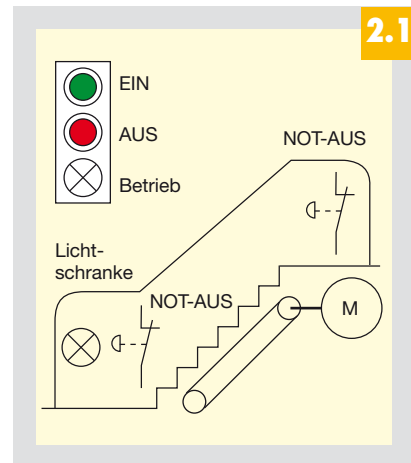 2.1
EIN
AUS
Betrieb
NOT-AUS
Licht-
schranke
NOT-AUS
M